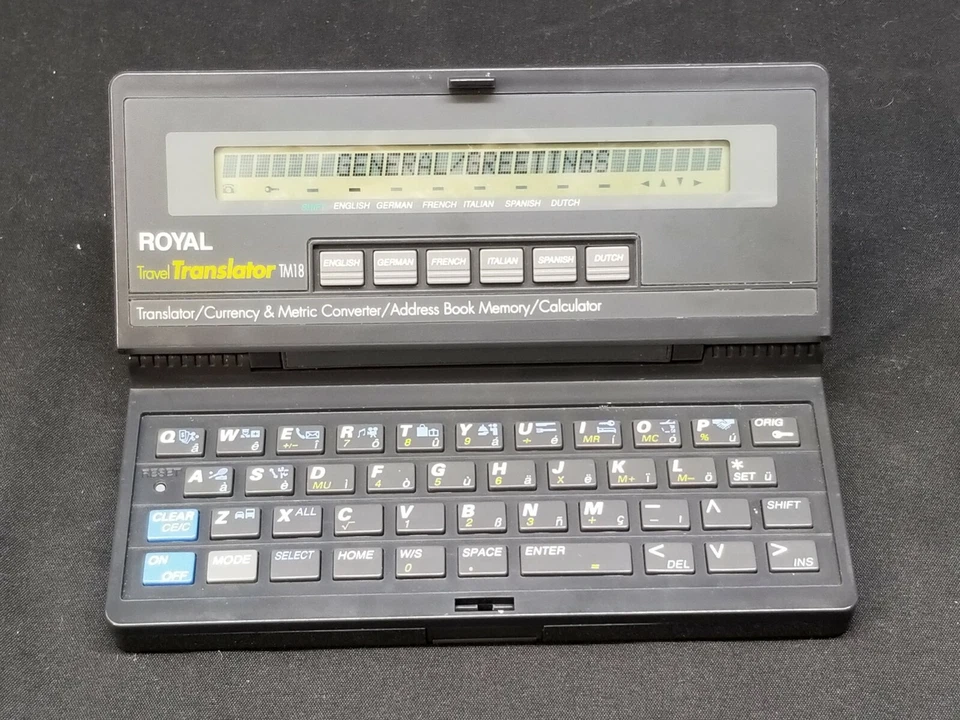 GENERAL/GREETINGS
ENGLISH GERMAN FRENCH ITALIAN SPANISH DUTCH
ROYAL
Travel Translator TM18
ENGLISH GERMAN FRENCH ITALIAN SPANISH DUTCH
Translator/Currency & Metric Converter/Address Book Memory/Calculator
Q W E R T Y U I O P ORIG
+/- 7 8 9 ÷ MR MC %
RESET
A S D F G H J K L * SET ü
MU 4 5 6 X M+ M–
CLEAR Z X ALL C V B N M – ^ SHIFT
CE/C √ 1 2 ß 3 ñ + ç . !
ON MODE SELECT HOME W/S SPACE ENTER < V >
OFF 0 . = DEL INS